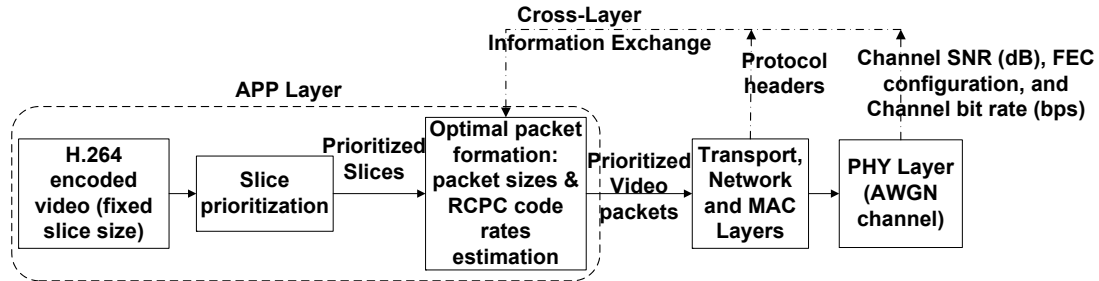 Cross-Layer
Information Exchange
Protocol
headers
Channel SNR (dB), FEC
configuration, and
Channel bit rate (bps)
APP Layer
H.264
encoded
video (fixed
slice size)
Slice
prioritization
Prioritized
Slices
Optimal packet
formation:
packet sizes &
RCPC code
rates
estimation
Prioritized
Video
packets
Transport,
Network
and MAC
Layers
PHY Layer
(AWGN
channel)